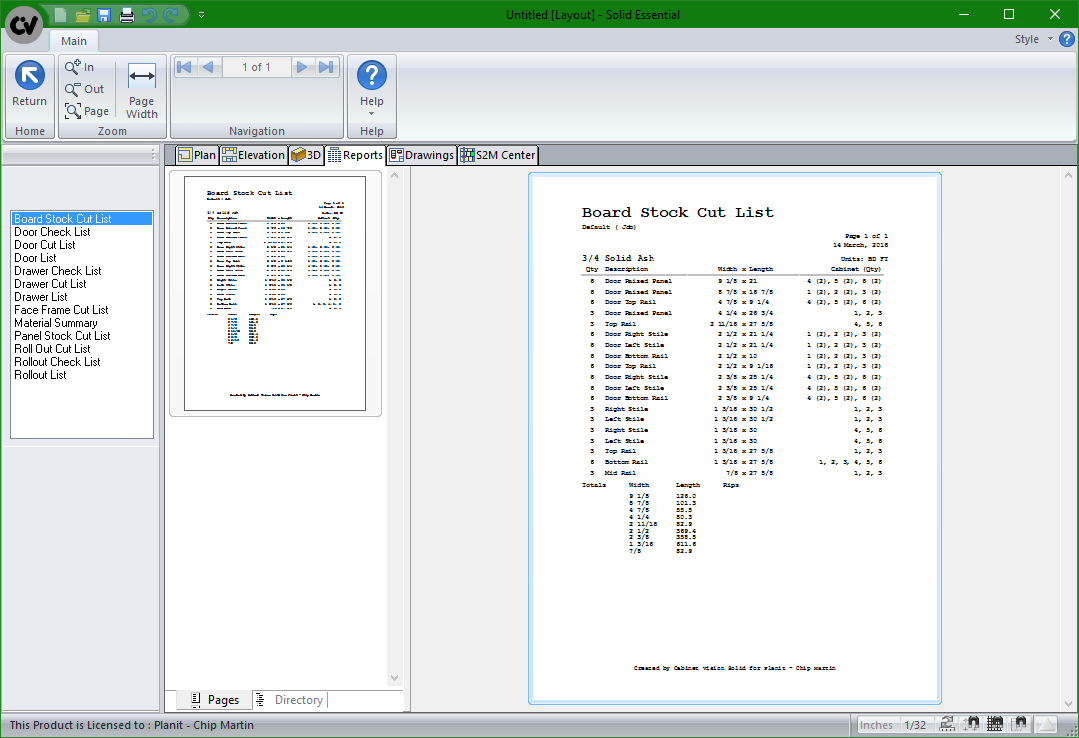 Untitled [Layout] - Solid Essential
CV
Main
Style
Return
Home
In
Out
Page
Page
Width
Zoom
1 of 1
Navigation
Help
Help
Plan
Elevation
3D
Reports
Drawings
S2M Center
Board Stock Cut List
Door Check List
Door Cut List
Door List
Drawer Check List
Drawer Cut List
Drawer List
Face Frame Cut List
Material Summary
Panel Stock Cut List
Roll Out Cut List
Rollout Check List
Rollout List
Board Stock Cut List
Pages
Directory
Board Stock Cut List
Default ( Job)
Page 1 of 1
14 March, 2016
3/4 Solid Ash Units: BD FT
Qty Description Width x Length Cabinet (Qty)
6 Door Raised Panel 9 1/8 x 21 4 (2), 5 (2), 6 (2)
6 Door Raised Panel 8 7/8 x 16 7/8 1 (2), 2 (2), 3 (2)
6 Door Top Rail 4 7/8 x 9 1/4 4 (2), 5 (2), 6 (2)
3 Door Raised Panel 4 1/4 x 26 3/4 1, 2, 3
3 Top Rail 2 11/16 x 27 5/8 4, 5, 6
6 Door Right Stile 2 1/2 x 21 1/4 1 (2), 2 (2), 3 (2)
6 Door Left Stile 2 1/2 x 21 1/4 1 (2), 2 (2), 3 (2)
6 Door Bottom Rail 2 1/2 x 10 1 (2), 2 (2), 3 (2)
6 Door Top Rail 2 1/2 x 9 1/16 1 (2), 2 (2), 3 (2)
6 Door Right Stile 2 3/8 x 25 1/4 4 (2), 5 (2), 6 (2)
6 Door Left Stile 2 3/8 x 25 1/4 4 (2), 5 (2), 6 (2)
6 Door Bottom Rail 2 3/8 x 9 1/4 4 (2), 5 (2), 6 (2)
3 Right Stile 1 3/16 x 30 1/2 1, 2, 3
3 Left Stile 1 3/16 x 30 1/2 1, 2, 3
3 Right Stile 1 3/16 x 30 4, 5, 6
3 Left Stile 1 3/16 x 30 4, 5, 6
3 Top Rail 1 3/16 x 27 5/8 1, 2, 3
6 Bottom Rail 1 3/16 x 27 5/8 1, 2, 3, 4, 5, 6
3 Mid Rail 7/8 x 27 5/8 1, 2, 3
Totals Width Length Rips
9 1/8 126.0
8 7/8 101.3
4 7/8 55.5
4 1/4 80.3
2 11/16 82.9
2 1/2 369.4
2 3/8 358.5
1 3/16 611.6
7/8 82.9
Created by Cabinet Vision Solid for Planit - Chip Martin
This Product is Licensed to : Planit - Chip Martin
Inches
1/32